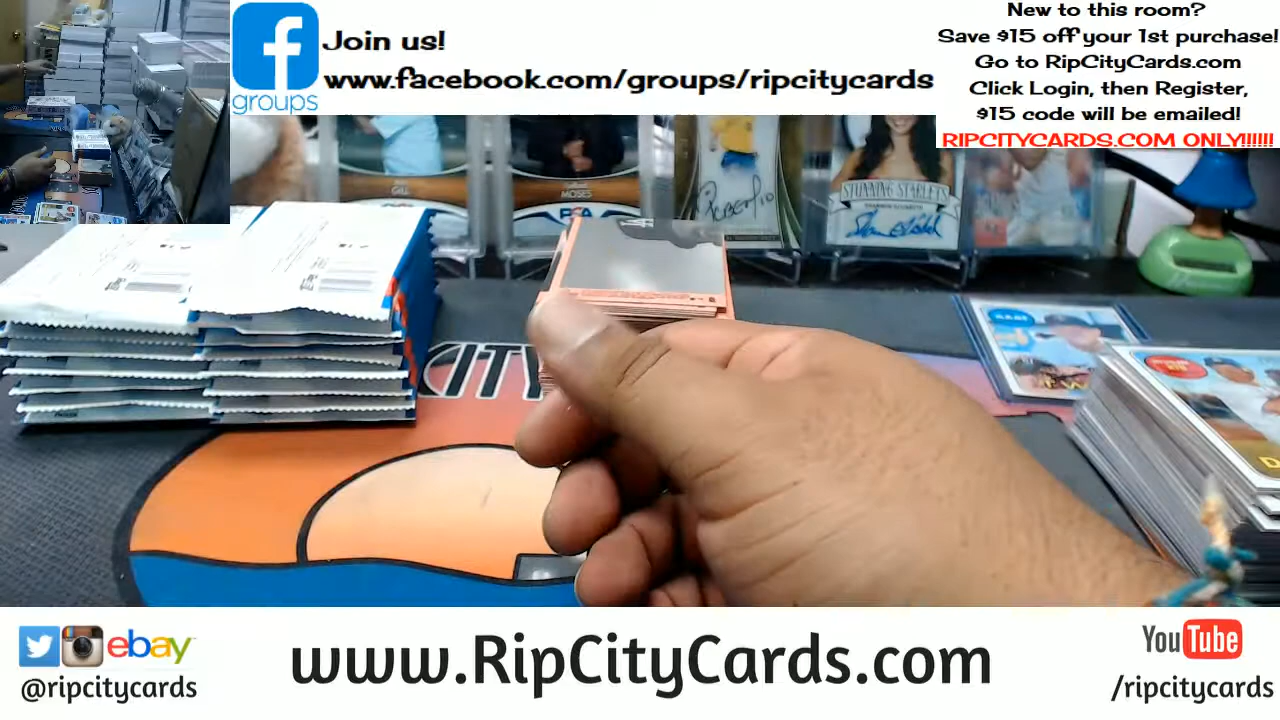 Join us!
www.facebook.com/groups/ripcitycards
groups
New to this room?
Save $15 off your 1st purchase!
Go to RipCityCards.com
Click Login, then Register,
$15 code will be emailed!
RIPCITYCARDS.COM ONLY!!!!!!
GILL
MOSES
STUNNING STARLETS
CITY
ebay
@ripcitycards
www.RipCityCards.com
YouTube
/ripcitycards